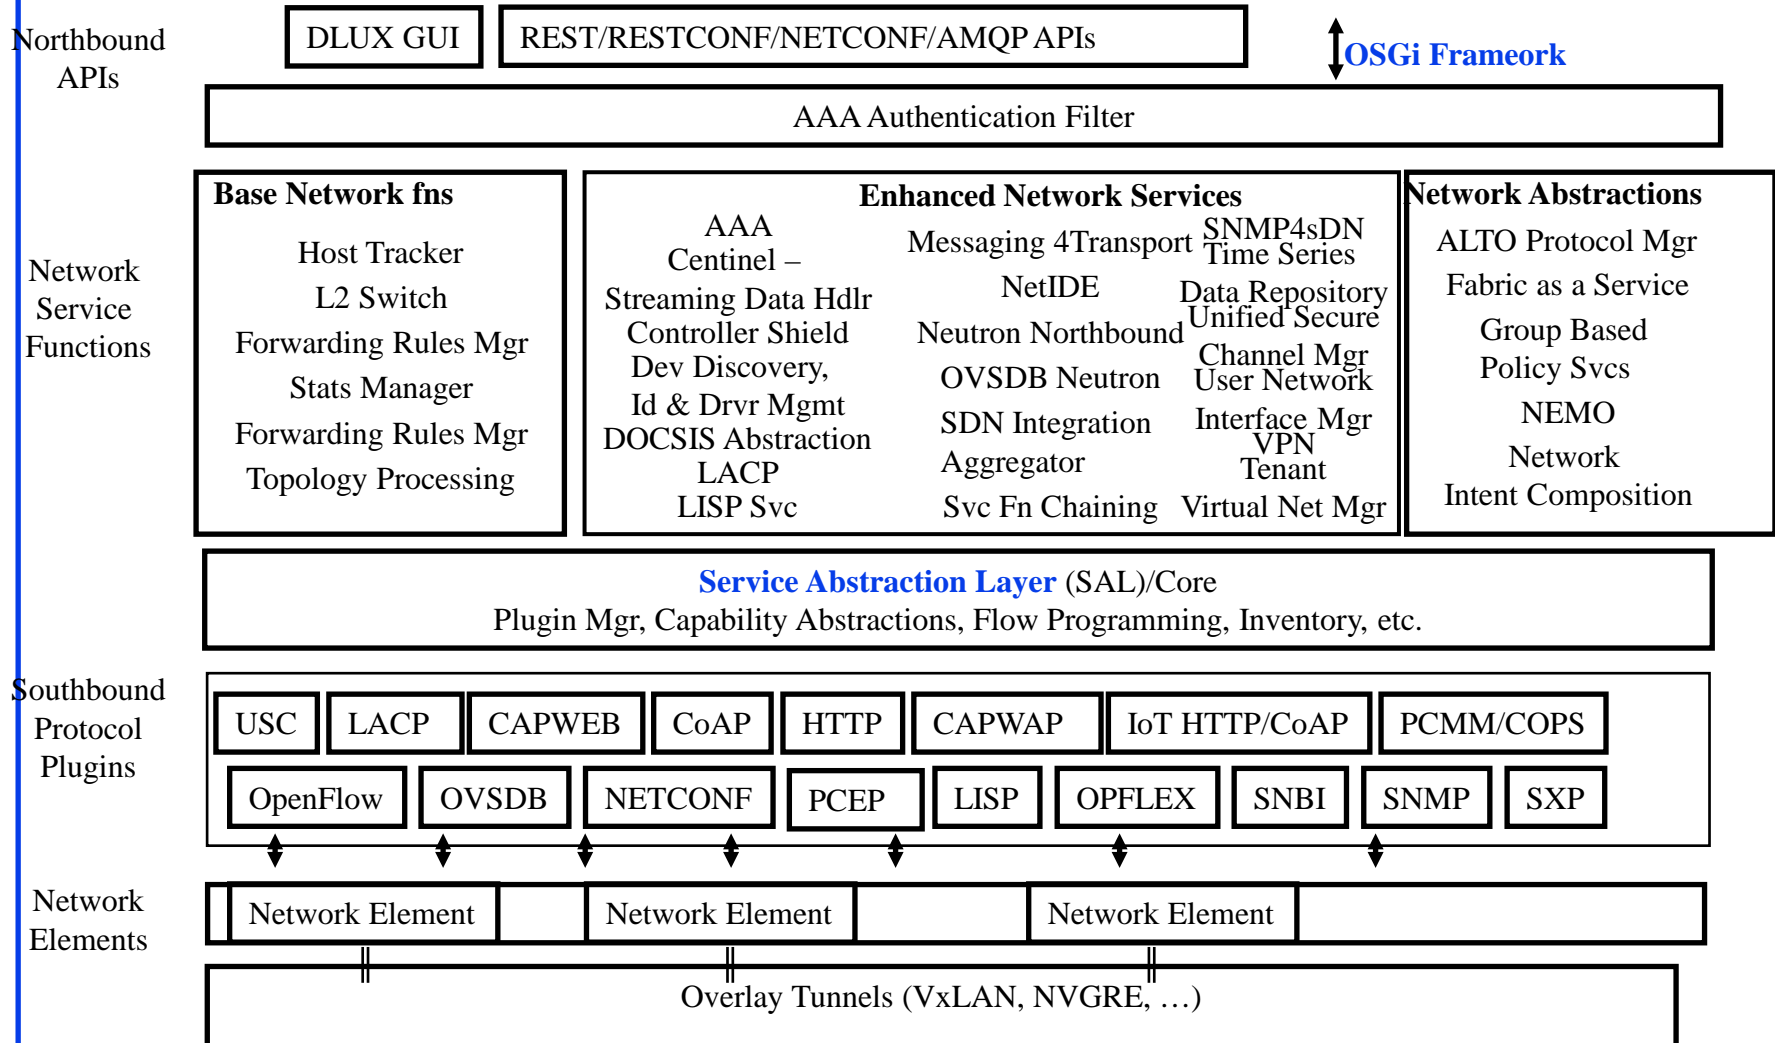 Northbound
APIs
DLUX GUI
REST/RESTCONF/NETCONF/AMQP APIs
OSGi Frameork
AAA Authentication Filter
Network
Service
Functions
Base Network fns
Host Tracker
L2 Switch
Forwarding Rules Mgr
Stats Manager
Forwarding Rules Mgr
Topology Processing
Enhanced Network Services
AAA
Centinel –
Streaming Data Hdlr
Controller Shield
Dev Discovery,
Id & Drvr Mgmt
DOCSIS Abstraction
LACP
LISP Svc
Messaging 4Transport
NetIDE
Neutron Northbound
OVSDB Neutron
SDN Integration
Aggregator
Svc Fn Chaining
SNMP4sDN
Time Series
Data Repository
Unified Secure
Channel Mgr
User Network
Interface Mgr
VPN
Tenant
Virtual Net Mgr
Network Abstractions
ALTO Protocol Mgr
Fabric as a Service
Group Based
Policy Svcs
NEMO
Network
Intent Composition
Service Abstraction Layer (SAL)/Core
Plugin Mgr, Capability Abstractions, Flow Programming, Inventory, etc.
Southbound
Protocol
Plugins
USC
LACP
CAPWEB
CoAP
HTTP
CAPWAP
IoT HTTP/CoAP
PCMM/COPS
OpenFlow
OVSDB
NETCONF
PCEP
LISP
OPFLEX
SNBI
SNMP
SXP
Network
Elements
Network Element
Network Element
Network Element
Overlay Tunnels (VxLAN, NVGRE, …)